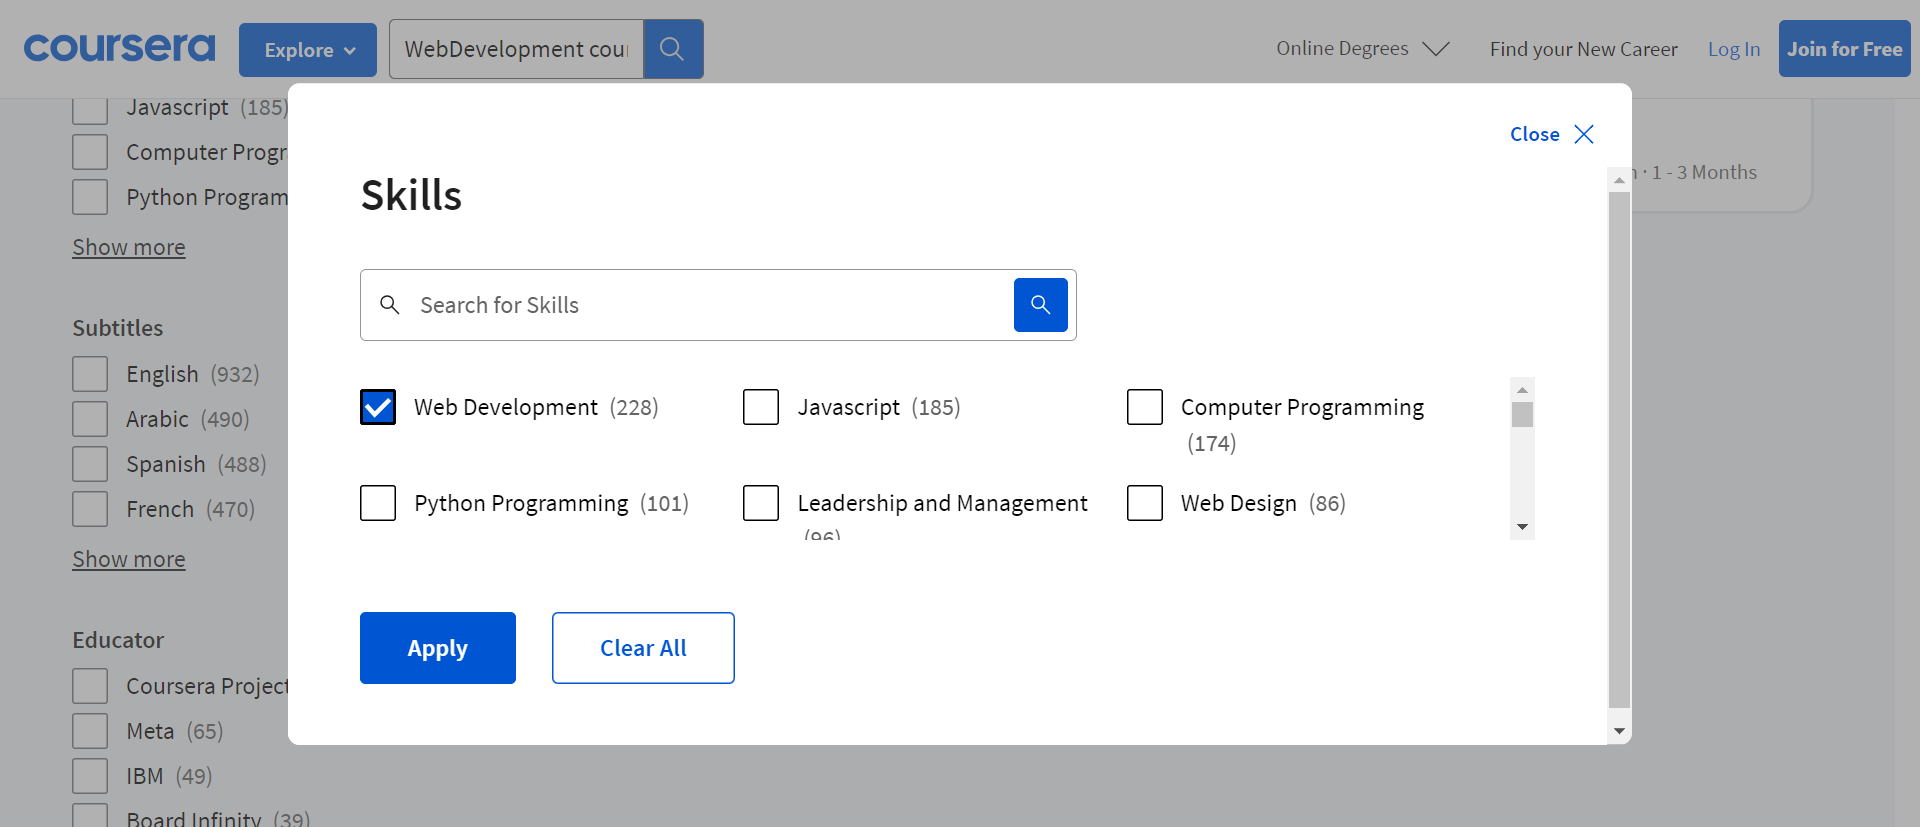 coursera
Explore
WebDevelopment cour
Online Degrees
Find your New Career
Log In
Join for Free
Javascript (185)
Computer Progr
Python Program
Show more
Subtitles
English (932)
Arabic (490)
Spanish (488)
French (470)
Show more
Educator
Coursera Project
Meta (65)
IBM (49)
Board Infinity (39)
· 1 - 3 Months
Close
Skills
Search for Skills
Web Development (228)
Javascript (185)
Computer Programming
(174)
Python Programming (101)
Leadership and Management
(96)
Web Design (86)
Apply
Clear All